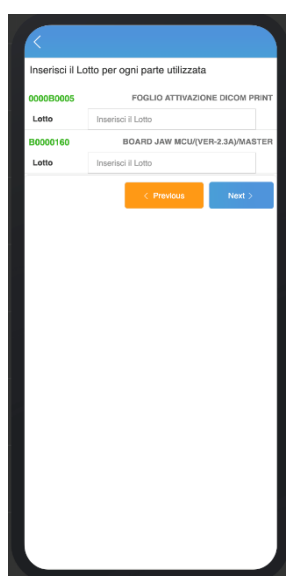 Inserisci il Lotto per ogni parte utilizzata
0000B0005 FOGLIO ATTIVAZIONE DICOM PRINT
Lotto Inserisci il Lotto
B0000160 BOARD JAW MCU/(VER-2.3A)/MASTER
Lotto Inserisci il Lotto
< Previous Next >